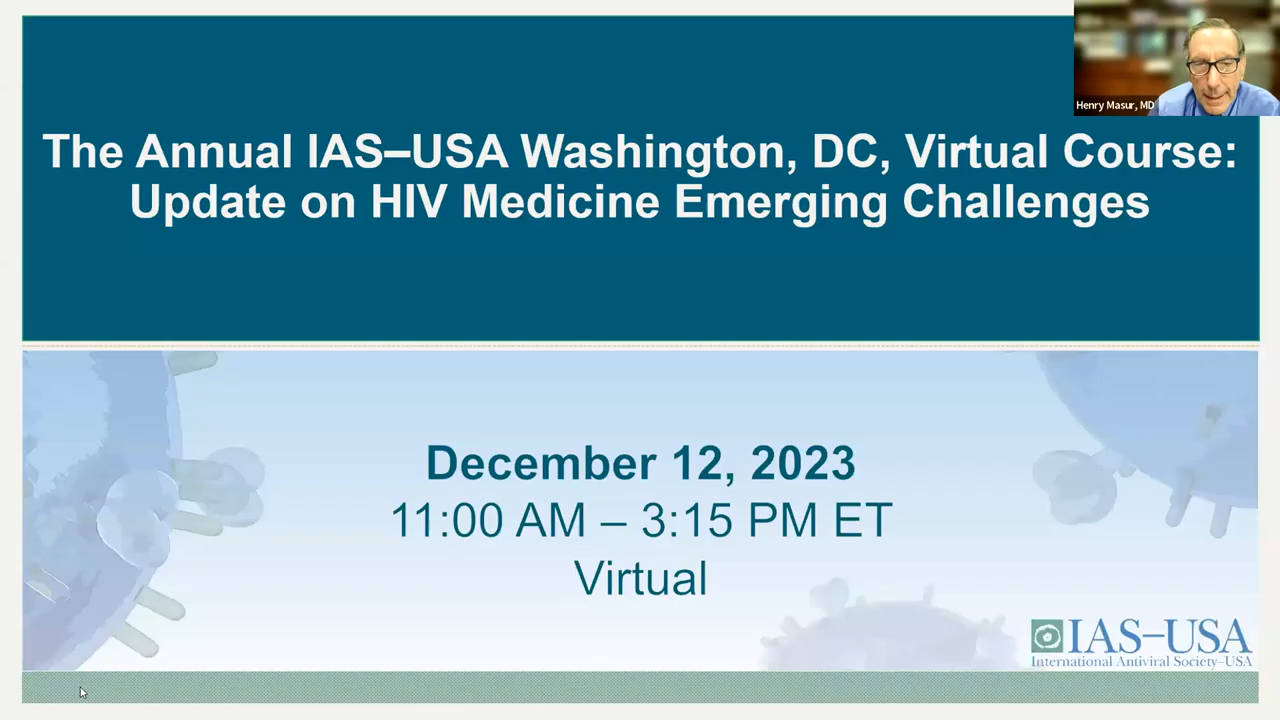 Henry Masur, MD
The Annual IAS–USA Washington, DC, Virtual Course:
Update on HIV Medicine Emerging Challenges
December 12, 2023
11:00 AM – 3:15 PM ET
Virtual
IAS–USA
International Antiviral Society–USA